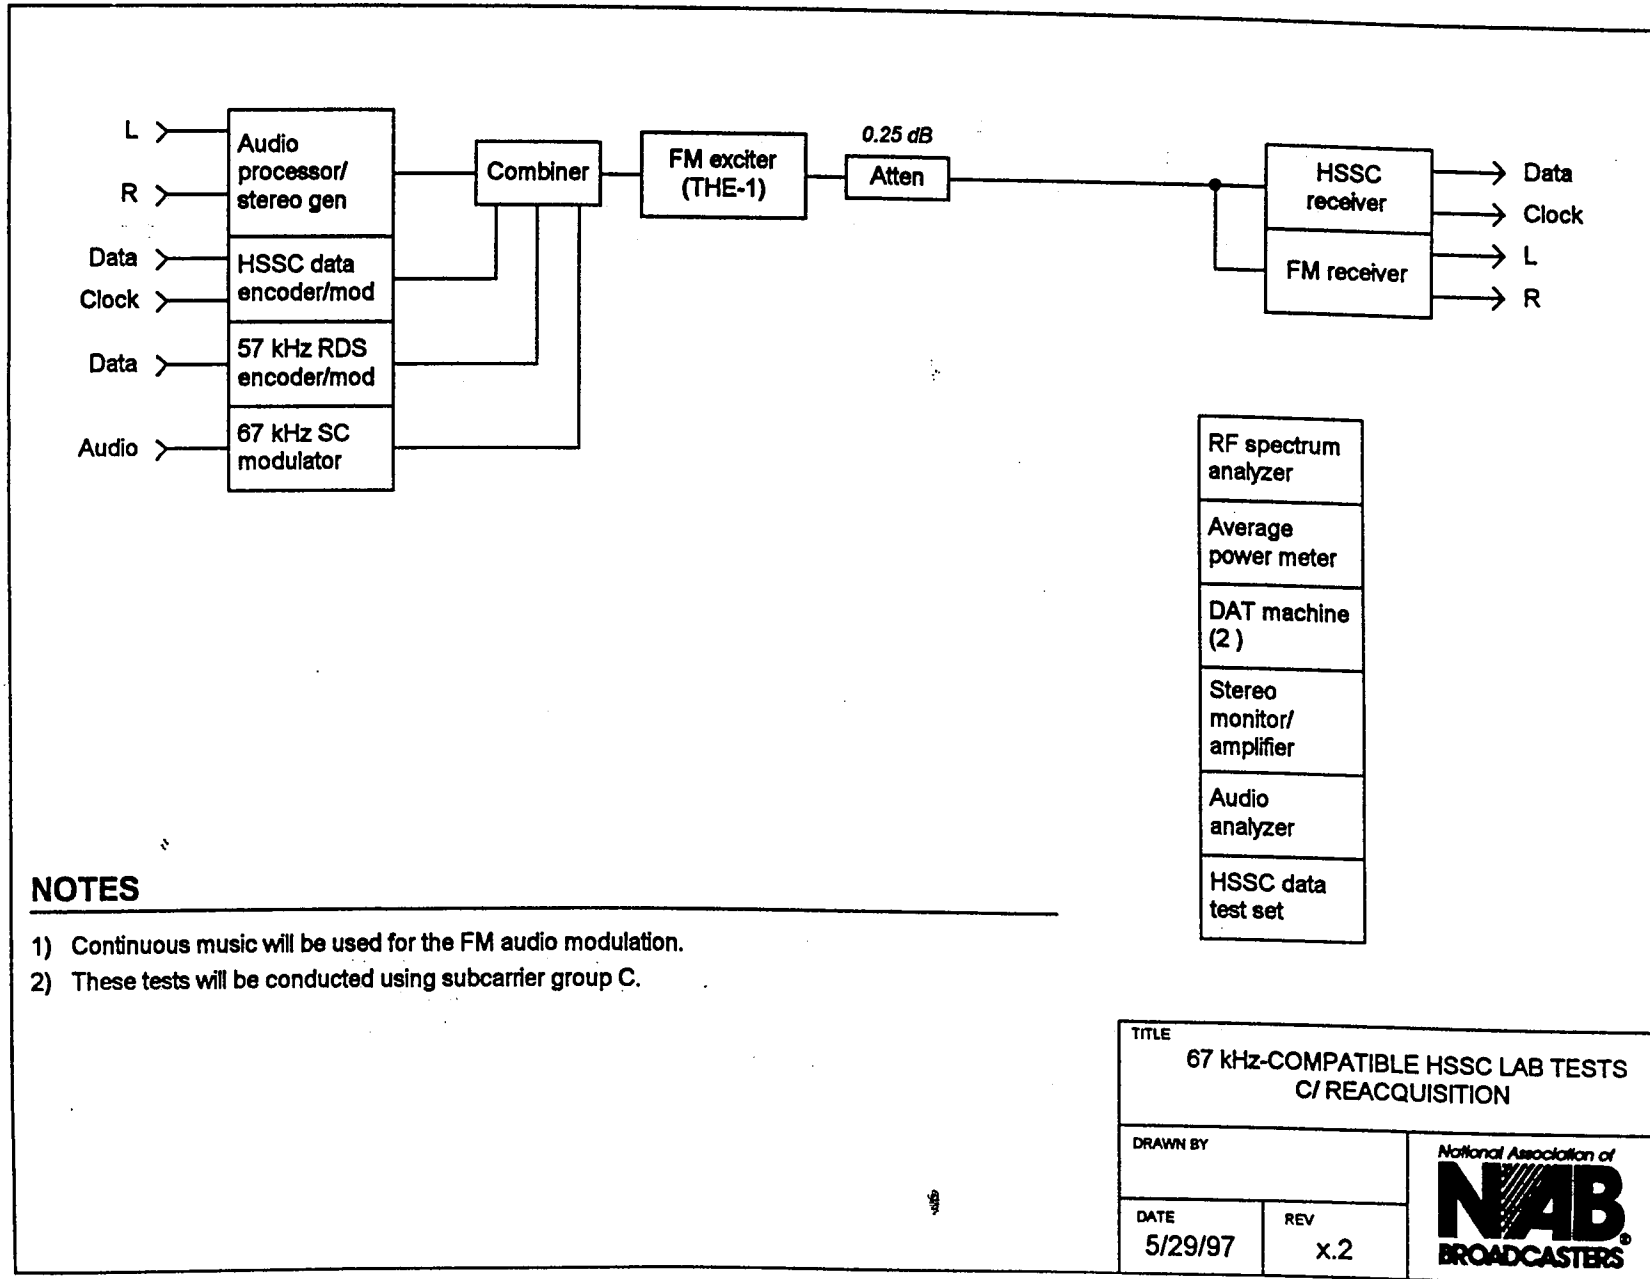 L
R
Data
Clock
Data
Audio
Audio
processor/
stereo gen
HSSC data
encoder/mod
57 kHz RDS
encoder/mod
67 kHz SC
modulator
Combiner
FM exciter
(THE-1)
0.25 dB
Atten
HSSC
receiver
FM receiver
Data
Clock
L
R
RF spectrum
analyzer
Average
power meter
DAT machine
(2 )
Stereo
monitor/
amplifier
Audio
analyzer
HSSC data
test set
NOTES
1) Continuous music will be used for the FM audio modulation.
2) These tests will be conducted using subcarrier group C.
TITLE
67 kHz-COMPATIBLE HSSC LAB TESTS
C/ REACQUISITION
DRAWN BY
DATE
5/29/97
REV
x.2
National Association of
NAB®
BROADCASTERS